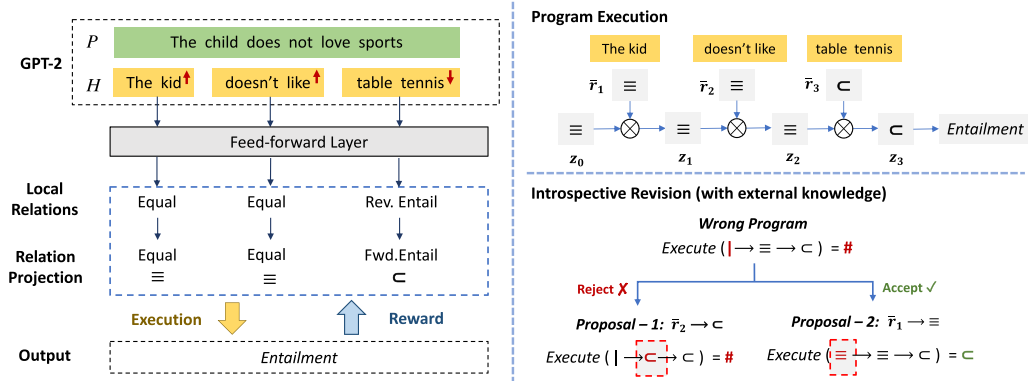 GPT-2
P
The child does not love sports
H
The kid
doesn't like
table tennis
Feed-forward Layer
Local
Relations
Equal
Equal
Rev. Entail
Relation
Projection
Equal
Equal
Fwd.Entail
≡
≡
⊂
Execution
Reward
Output
Entailment
Program Execution
The kid
doesn't like
table tennis
r̄₁ ≡
r̄₂ ≡
r̄₃ ⊂
≡ ⊗ ≡ ⊗ ≡ ⊗ ⊂ Entailment
z₀ z₁ z₂ z₃
Introspective Revision (with external knowledge)
Wrong Program
Execute ( | → ≡ → ⊂ ) = #
Reject ✗
Accept ✓
Proposal – 1: r̄₂ → ⊂
Execute ( | → ⊂ → ⊂ ) = #
Proposal – 2: r̄₁ → ≡
Execute ( ≡ → ≡ → ⊂ ) = ⊂